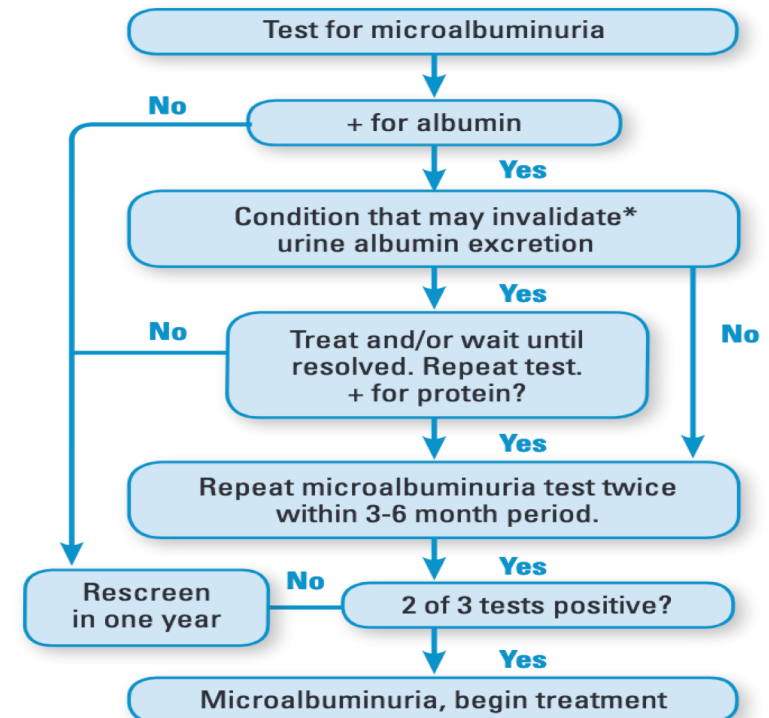 Test for microalbuminuria
No
+ for albumin
Yes
Condition that may invalidate*
urine albumin excretion
Yes
No
No
Treat and/or wait until
resolved. Repeat test.
+ for protein?
Yes
Repeat microalbuminuria test twice
within 3-6 month period.
Yes
Rescreen
in one year
No
2 of 3 tests positive?
Yes
Microalbuminuria, begin treatment